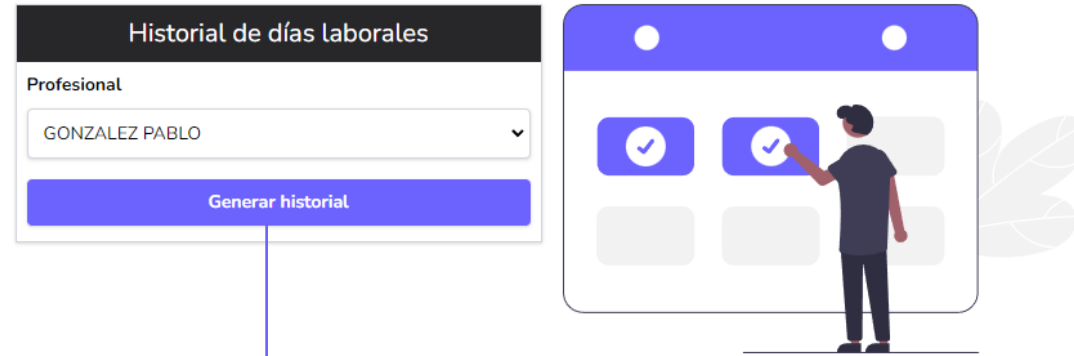 Historial de días laborales
Profesional
GONZALEZ PABLO
Generar historial